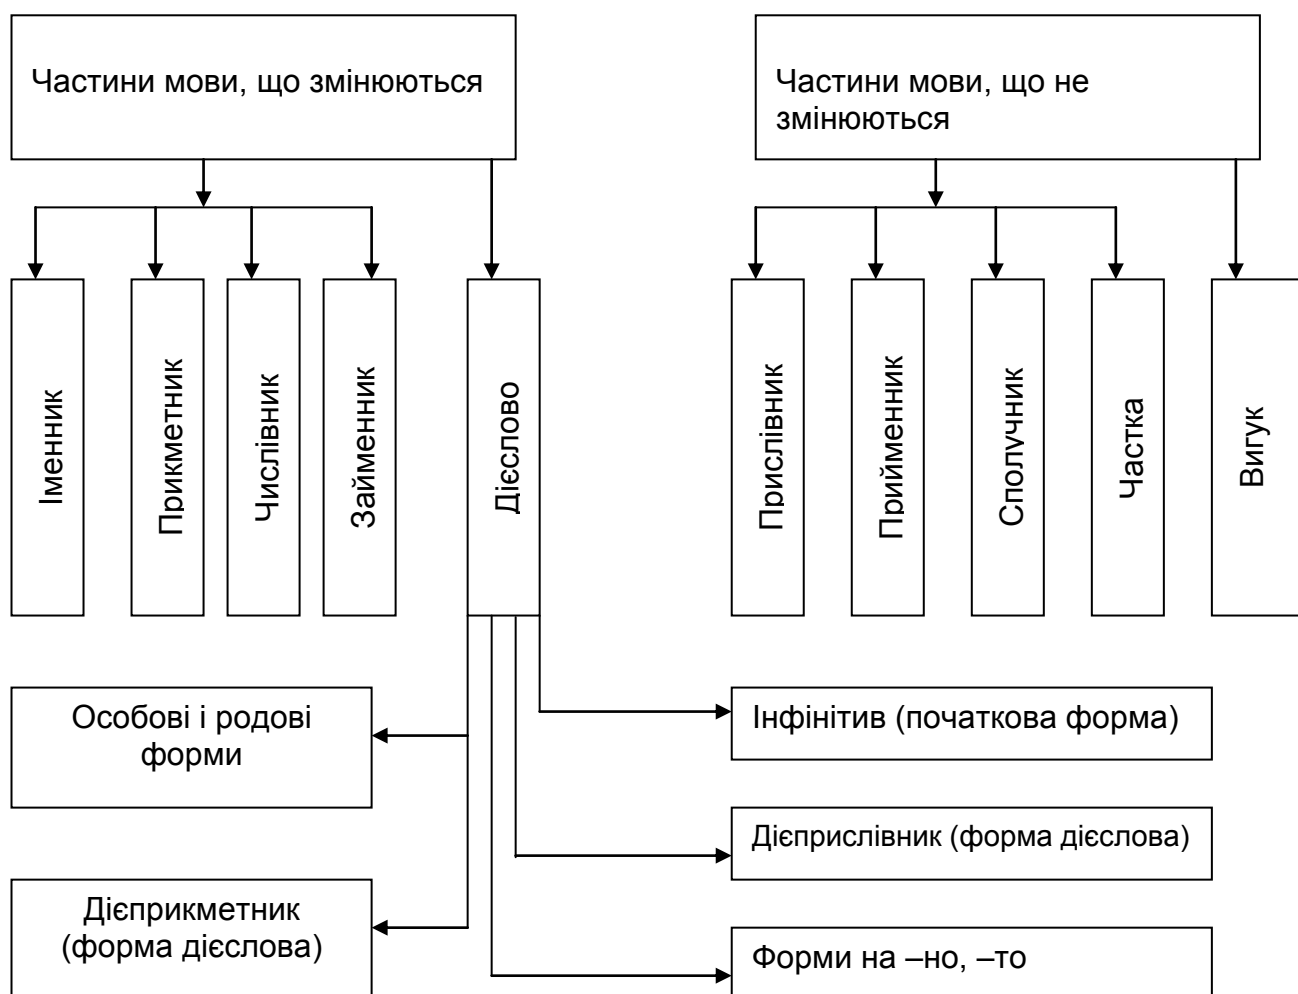 Частини мови, що змінюються
Частини мови, що не
змінюються
Іменник
Прикметник
Числівник
Займенник
Дієслово
Прислівник
Прийменник
Сполучник
Частка
Вигук
Особові і родові
форми
Інфінітив (початкова форма)
Дієприслівник (форма дієслова)
Дієприкметник
(форма дієслова)
Форми на –но, –то